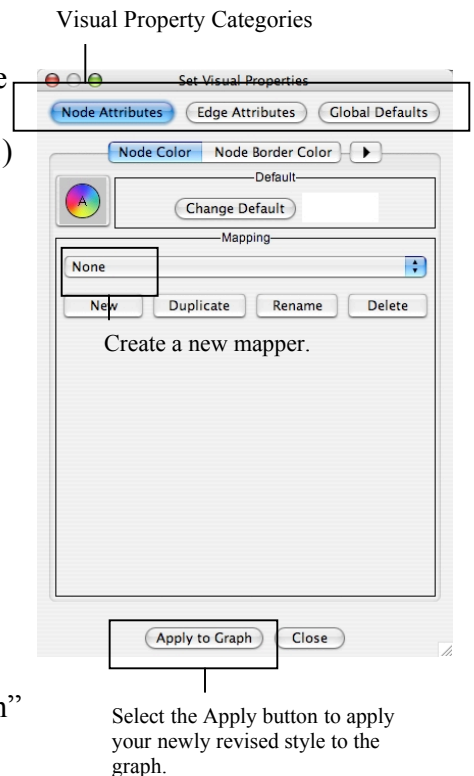 Visual Property Categories
e
Set Visual Properties
Node Attributes Edge Attributes Global Defaults
)
Node Color Node Border Color
Default
A
Change Default
Mapping
None
New Duplicate Rename Delete
Create a new mapper.
Apply to Graph Close
n”
Select the Apply button to apply
your newly revised style to the
graph.